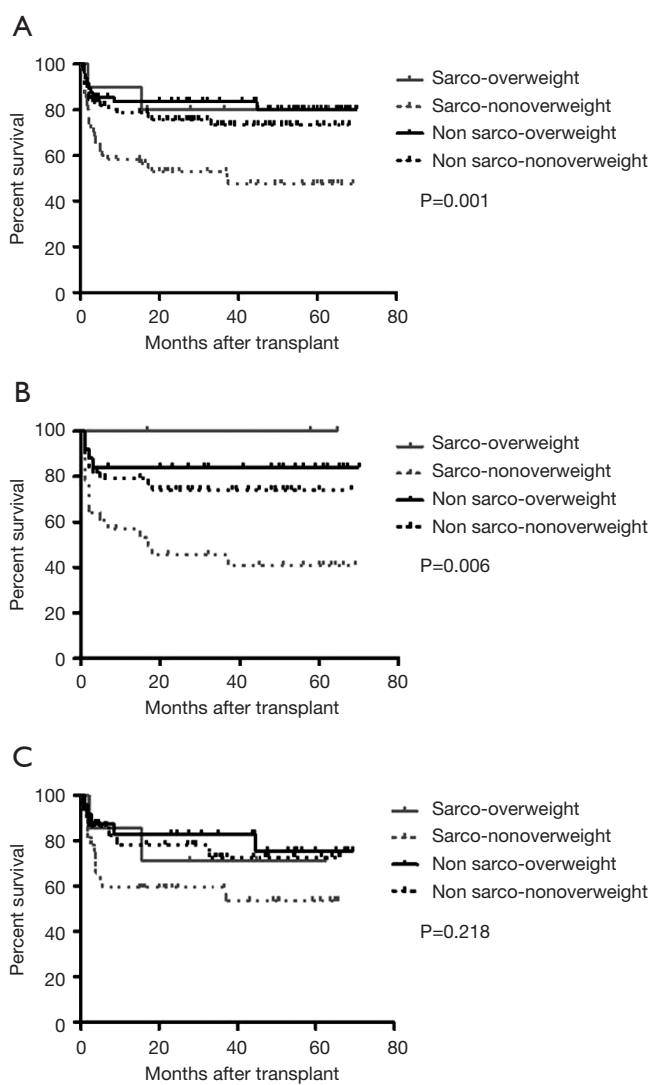 A
100
80
60
40
20
0
Percent survival
0 20 40 60 80
Months after transplant
Sarco-overweight
Sarco-nonoverweight
Non sarco-overweight
Non sarco-nonoverweight
P=0.001
B
100
80
60
40
20
0
Percent survival
0 20 40 60 80
Months after transplant
Sarco-overweight
Sarco-nonoverweight
Non sarco-overweight
Non sarco-nonoverweight
P=0.006
C
100
80
60
40
20
0
Percent survival
0 20 40 60 80
Months after transplant
Sarco-overweight
Sarco-nonoverweight
Non sarco-overweight
Non sarco-nonoverweight
P=0.218